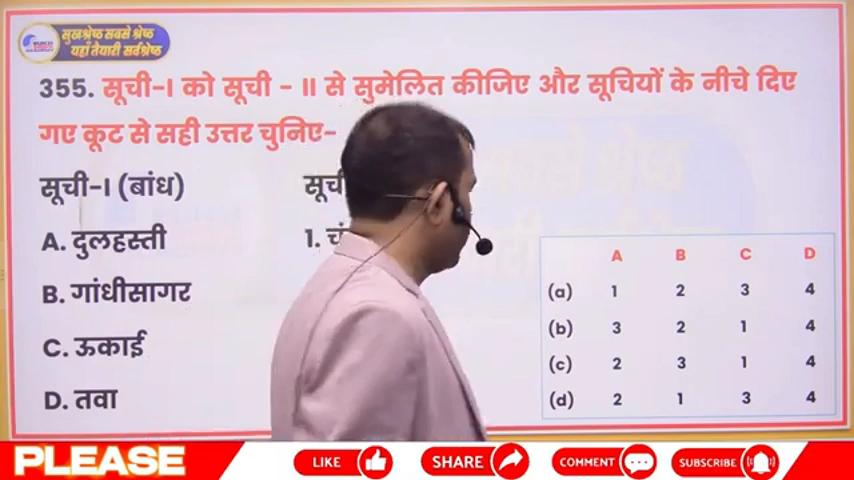 सुखश्रेष्ठ सबसे श्रेष्ठ
यहाँ तैयारी सर्वश्रेष्ठ
355. सूची-I को सूची - II से सुमेलित कीजिए और सूचियों के नीचे दिए
गए कूट से सही उत्तर चुनिए-
सूची-I (बांध)
A. दुलहस्ती
1.
B. गांधीसागर
C. ऊकाई
D. तवा
A B C D
(a) 1 2 3 4
(b) 3 2 1 4
(c) 2 3 1 4
(d) 2 1 3 4
PLEASE
LIKE
SHARE
COMMENT
SUBSCRIBE